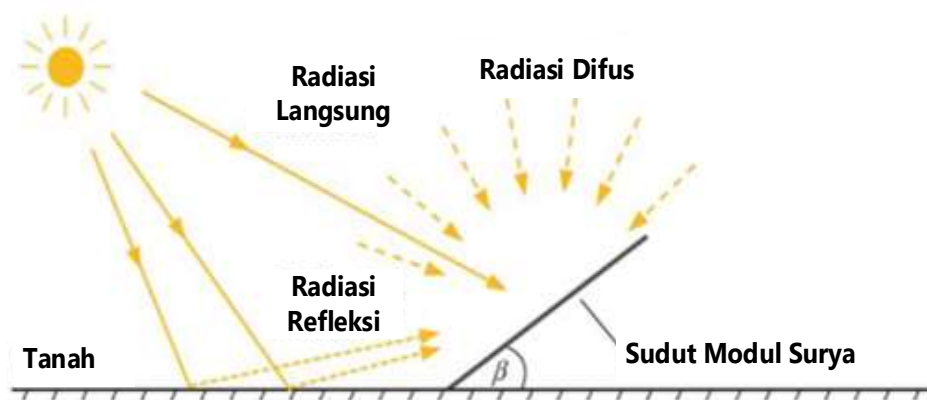 Radiasi
Langsung
Radiasi Difus
Radiasi
Refleksi
Tanah
Sudut Modul Surya
β